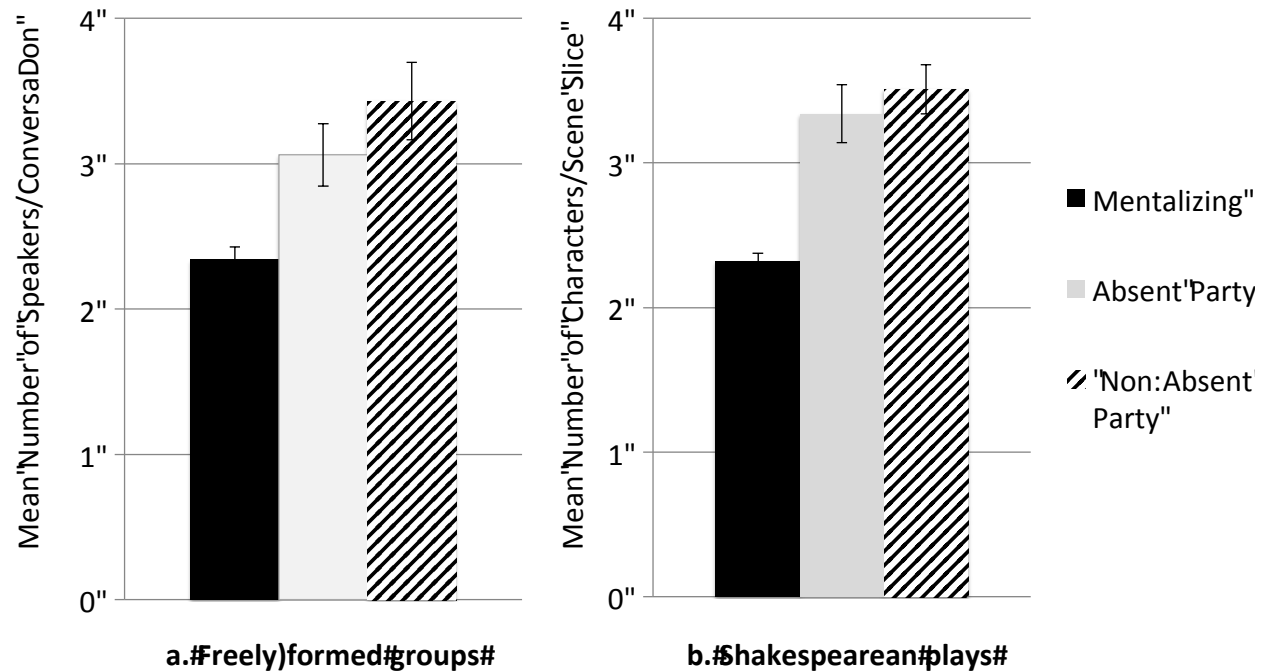 Mean"Number"of"Speakers/ConversaDon"
4"
3"
2"
1"
0"
a.#Freely)formed#groups#
Mean"Number"of"Characters/Scene"Slice"
4"
3"
2"
1"
0"
b.#Shakespearean#plays#
Mentalizing"
Absent"Party
"Non:Absent"
Party"